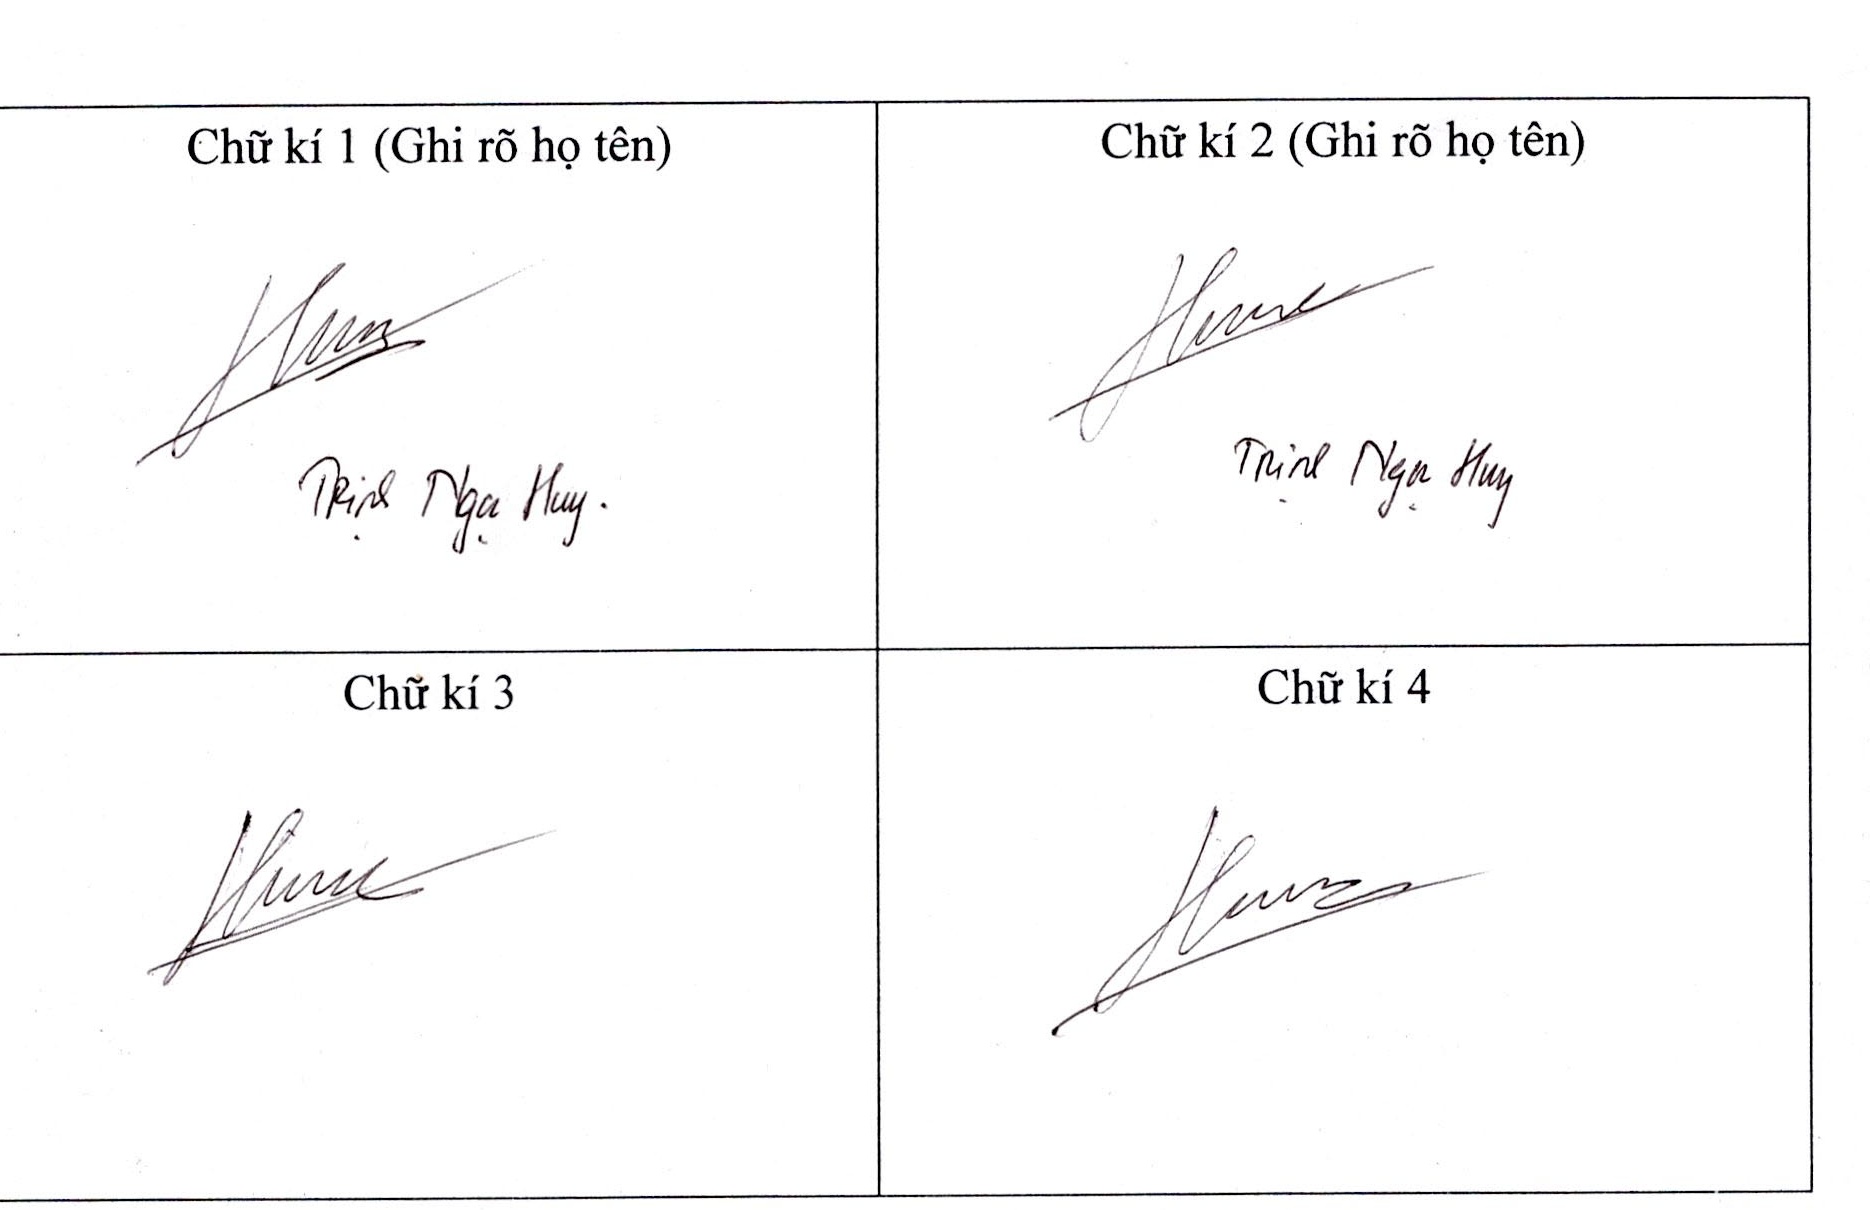 Chữ kí 1 (Ghi rõ họ tên)
Chữ kí 2 (Ghi rõ họ tên)
Trịnh Ngọc Huy.
Trịnh Ngọc Huy
Chữ kí 3
Chữ kí 4